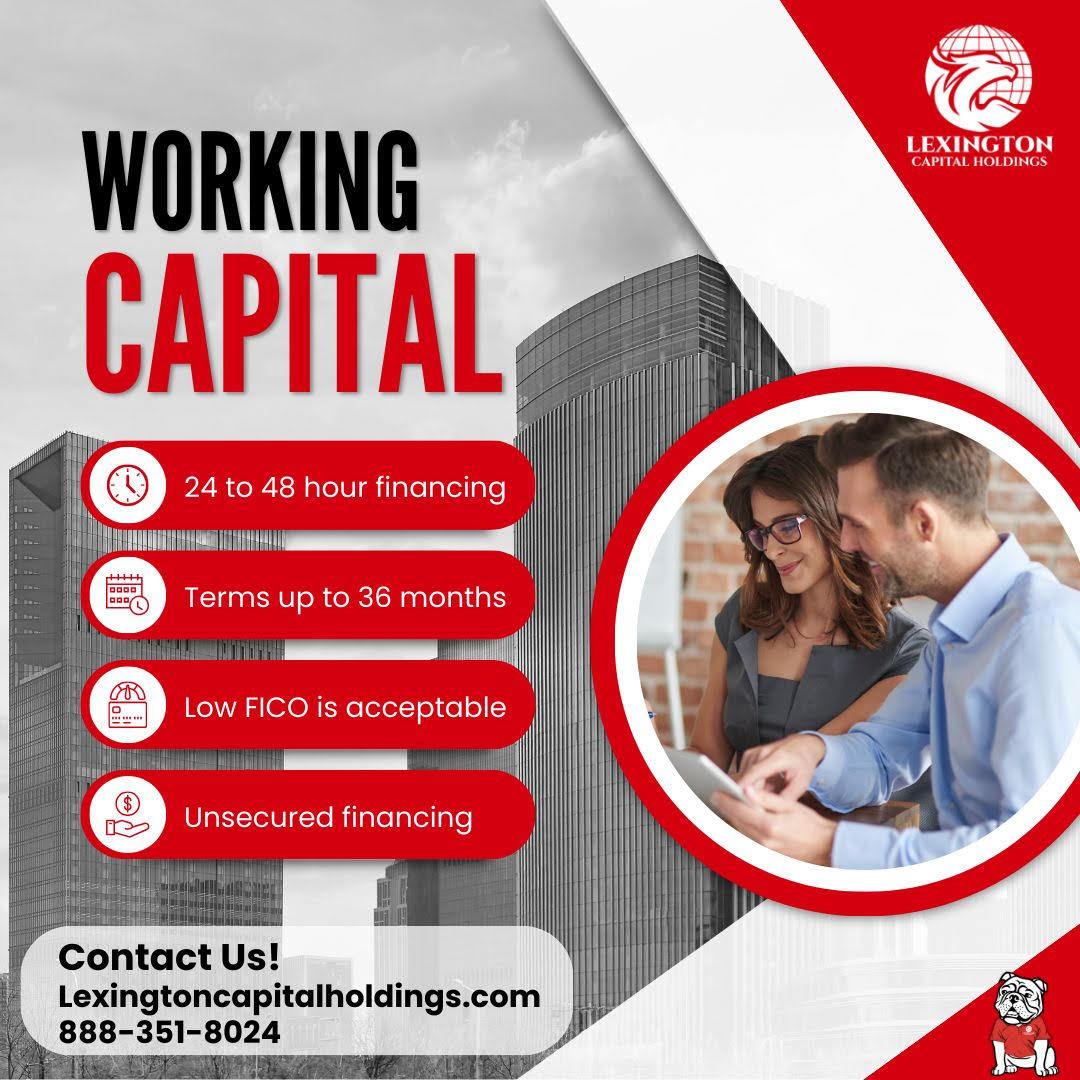 LEXINGTON
CAPITAL HOLDINGS
WORKING
CAPITAL
24 to 48 hour financing
Terms up to 36 months
Low FICO is acceptable
Unsecured financing
Contact Us!
Lexingtoncapitalholdings.com
888-351-8024